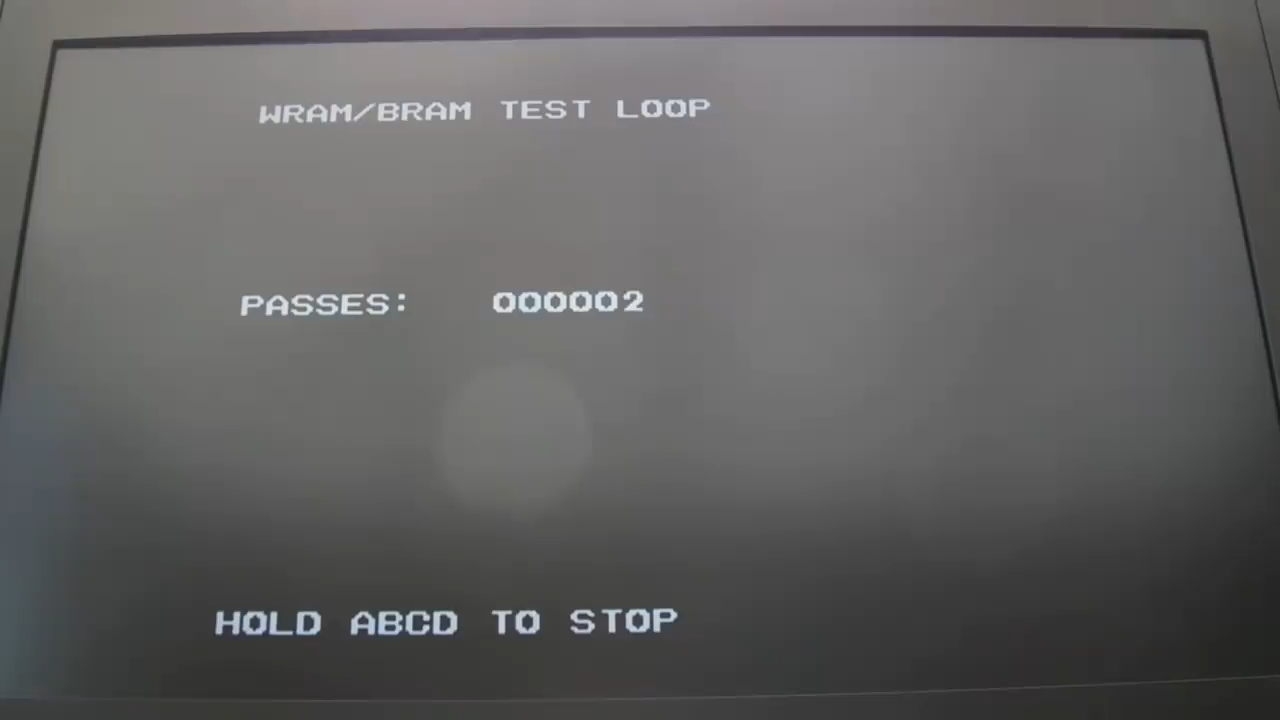 WRAM/BRAM TEST LOOP
PASSES: 000002
HOLD ABCD TO STOP